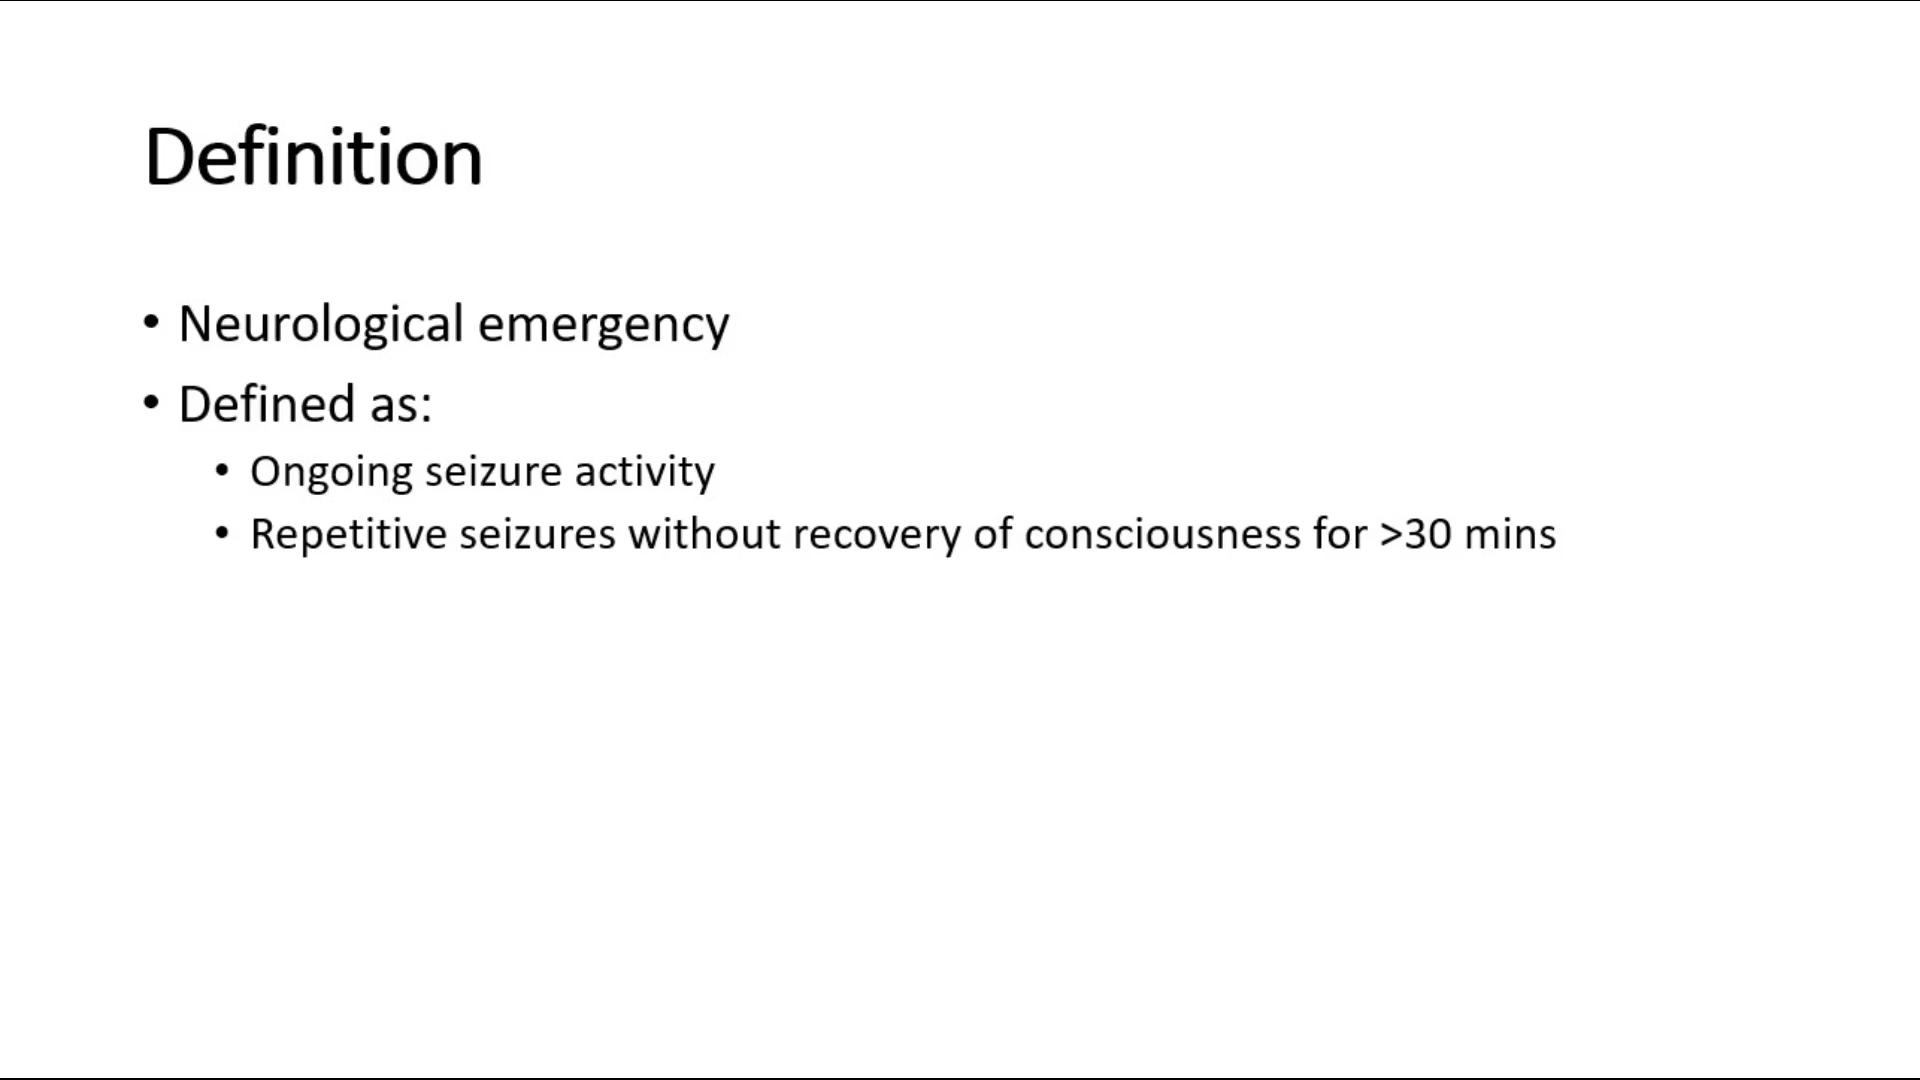 Definition
• Neurological emergency
• Defined as:
• Ongoing seizure activity
• Repetitive seizures without recovery of consciousness for >30 mins